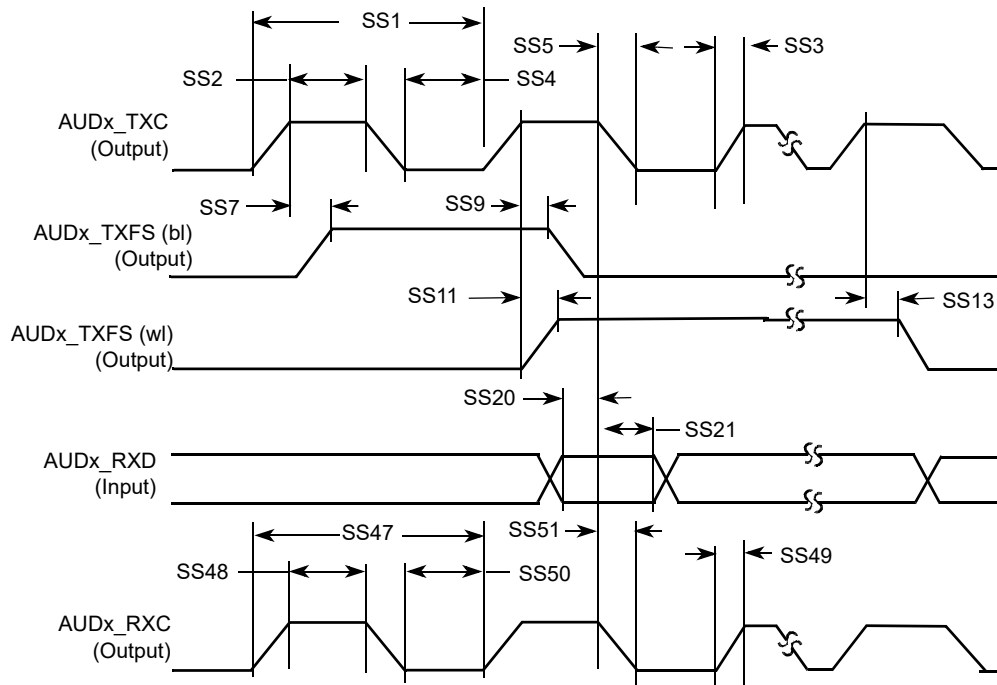 SS1
SS5
SS3
SS2
SS4
AUDx_TXC
(Output)
SS7
SS9
AUDx_TXFS (bl)
(Output)
SS11
SS13
AUDx_TXFS (wl)
(Output)
SS20
SS21
AUDx_RXD
(Input)
SS47
SS51
SS49
SS48
SS50
AUDx_RXC
(Output)